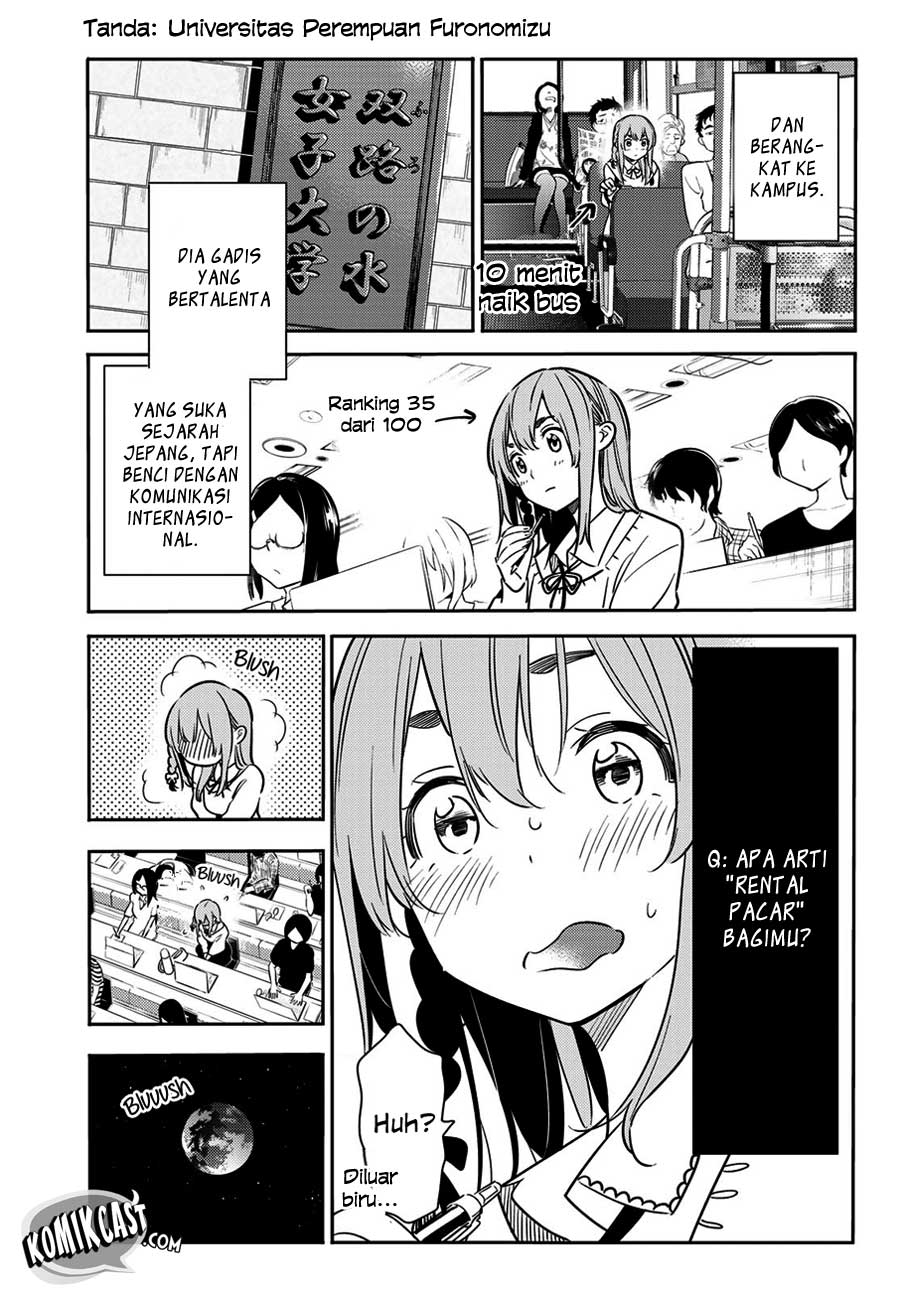 Tanda: Universitas Perempuan Furonomizu
DAN
BERANG-
KAT KE
KAMPUS.
10 menit
naik bus
双路の水
ふろ
女子大学
DIA GADIS
YANG
BERTALENTA
YANG SUKA
SEJARAH
JEPANG, TAPI
BENCI DENGAN
KOMUNIKASI
INTERNASIO-
NAL.
Ranking 35
dari 100
Q: APA ARTI
"RENTAL
PACAR"
BAGIMU?
Huh?
Diluar
biru...
Blush
Bluush
Bluuush
KOMIKCAST
.COM